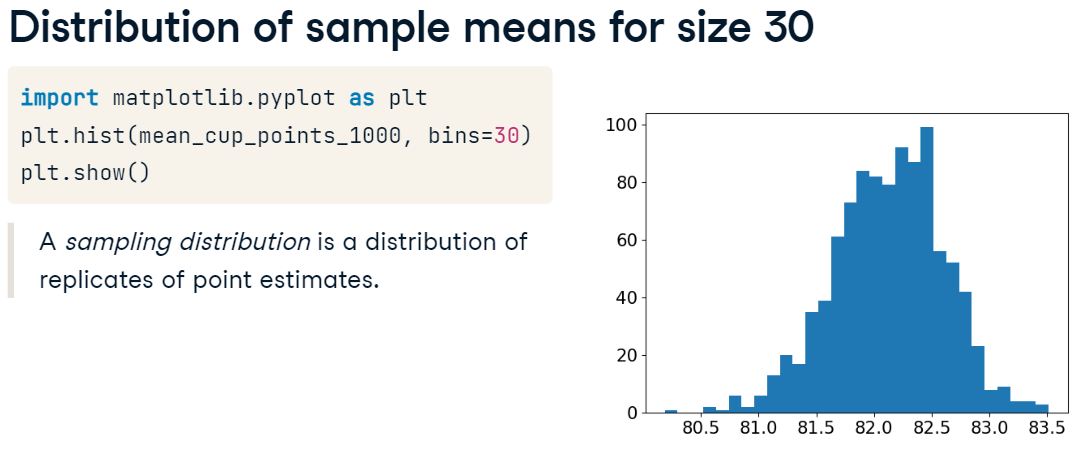 Distribution of sample means for size 30
import matplotlib.pyplot as plt
plt.hist(mean_cup_points_1000, bins=30)
plt.show()
A sampling distribution is a distribution of
replicates of point estimates.
100
80
60
40
20
0
80.5 81.0 81.5 82.0 82.5 83.0 83.5